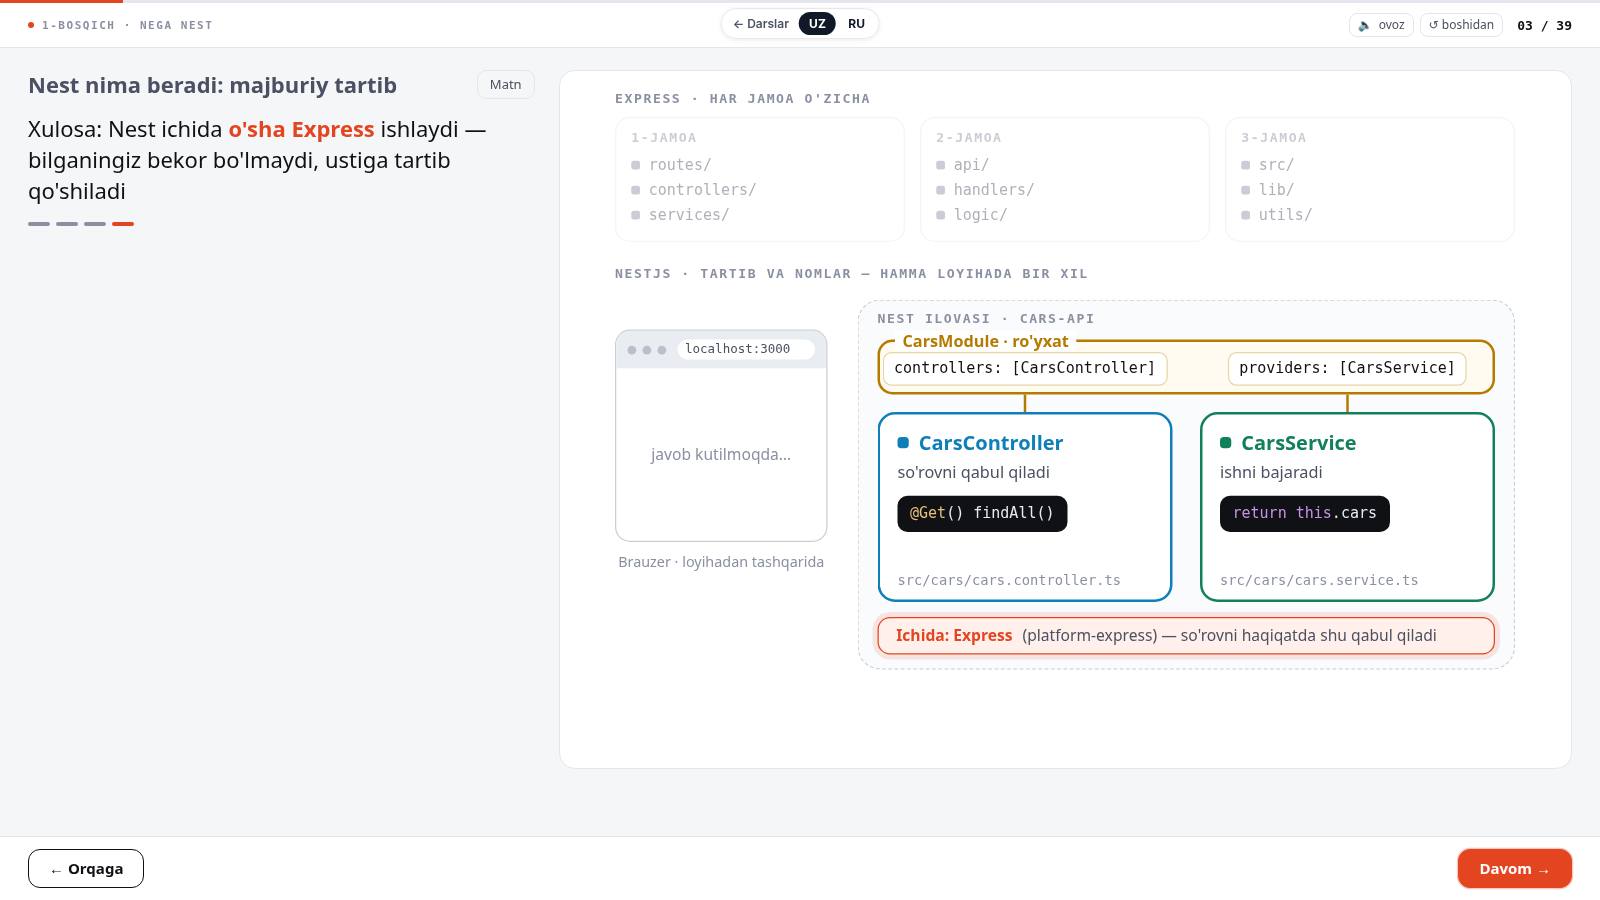 1-BOSQICH · NEGA NEST
← Darslar UZ RU
🔈 ovoz ↺ boshidan 03 / 39
Nest nima beradi: majburiy tartib
Matn
Xulosa: Nest ichida o'sha Express ishlaydi —
bilganingiz bekor bo'lmaydi, ustiga tartib
qo'shiladi
EXPRESS · HAR JAMOA O'ZICHA
1-JAMOA
routes/
controllers/
services/
2-JAMOA
api/
handlers/
logic/
3-JAMOA
src/
lib/
utils/
NESTJS · TARTIB VA NOMLAR — HAMMA LOYIHADA BIR XIL
localhost:3000
javob kutilmoqda...
Brauzer · loyihadan tashqarida
NEST ILOVASI · CARS-API
CarsModule · ro'yxat
controllers: [CarsController]
providers: [CarsService]
CarsController
so'rovni qabul qiladi
@Get() findAll()
src/cars/cars.controller.ts
CarsService
ishni bajaradi
return this.cars
src/cars/cars.service.ts
Ichida: Express (platform-express) — so'rovni haqiqatda shu qabul qiladi
← Orqaga
Davom →